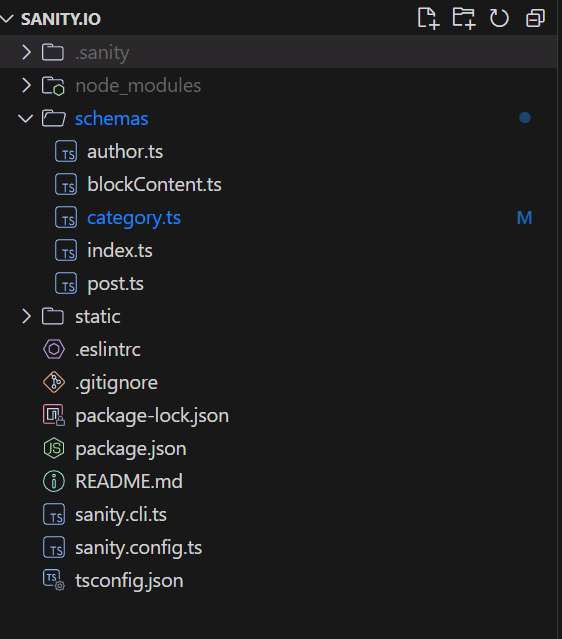 SANITY.IO
.sanity
node_modules
schemas
TS author.ts
TS blockContent.ts
TS category.ts M
TS index.ts
TS post.ts
static
.eslintrc
.gitignore
package-lock.json
JS package.json
README.md
TS sanity.cli.ts
TS sanity.config.ts
TS tsconfig.json